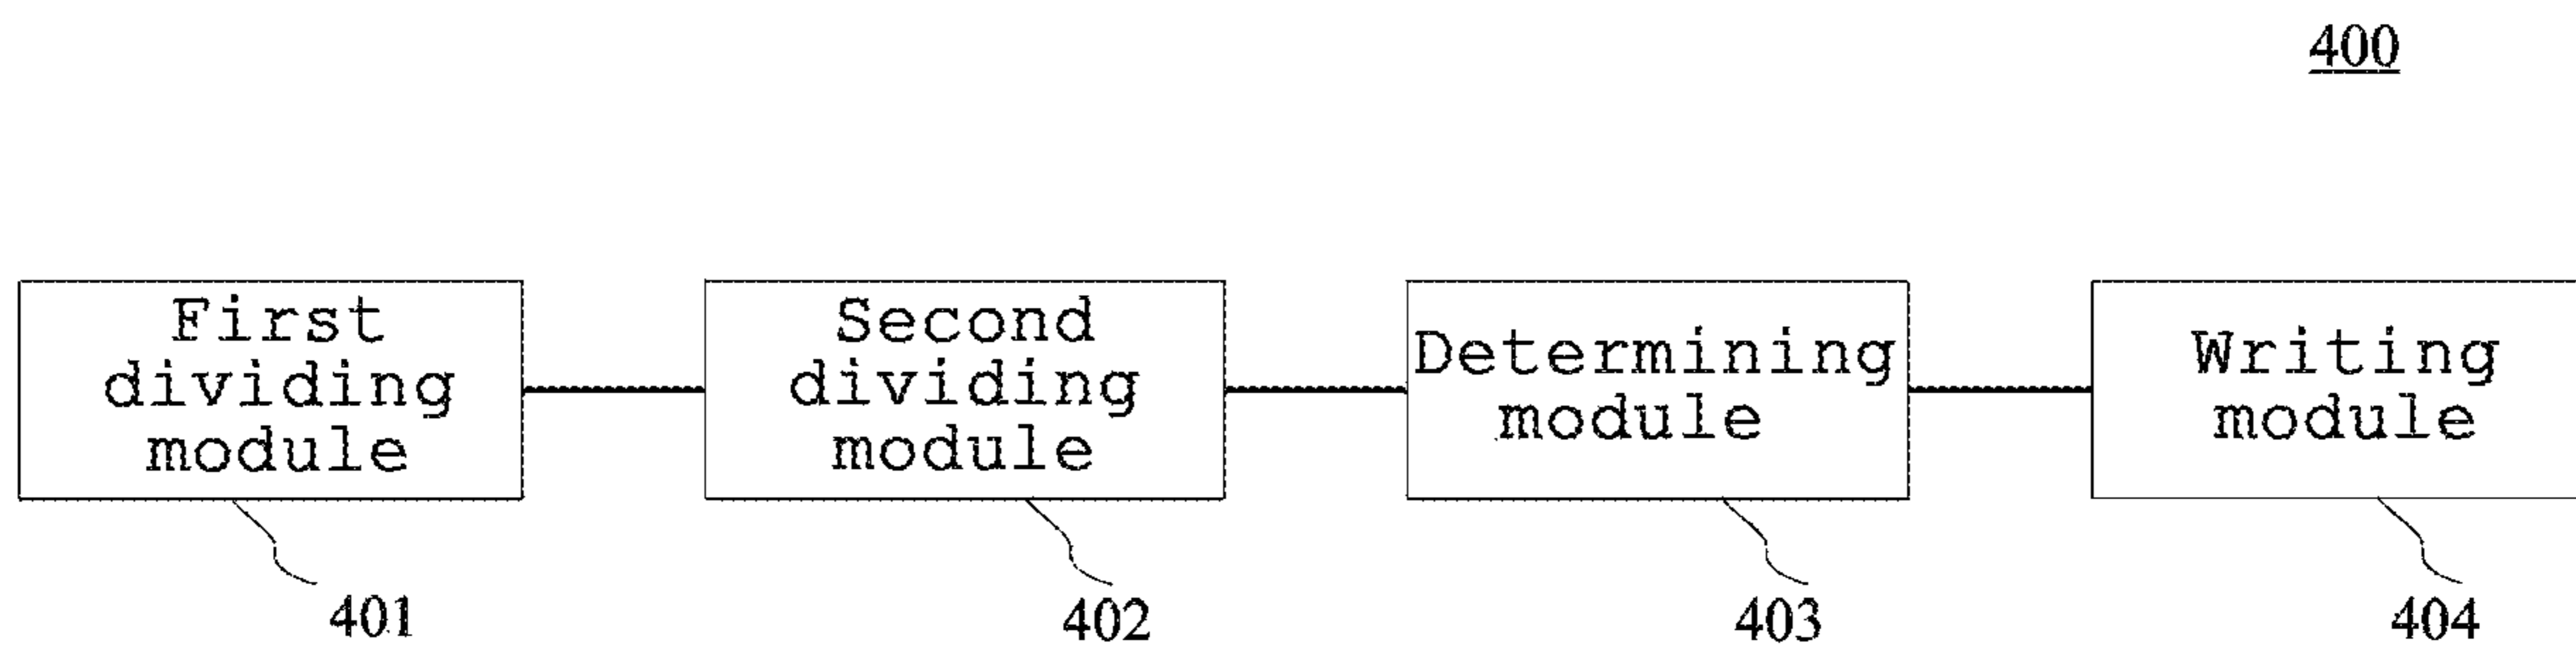 400
First
dividing
module
Second
dividing
module
Determining
module
Writing
module
401
402
403
404